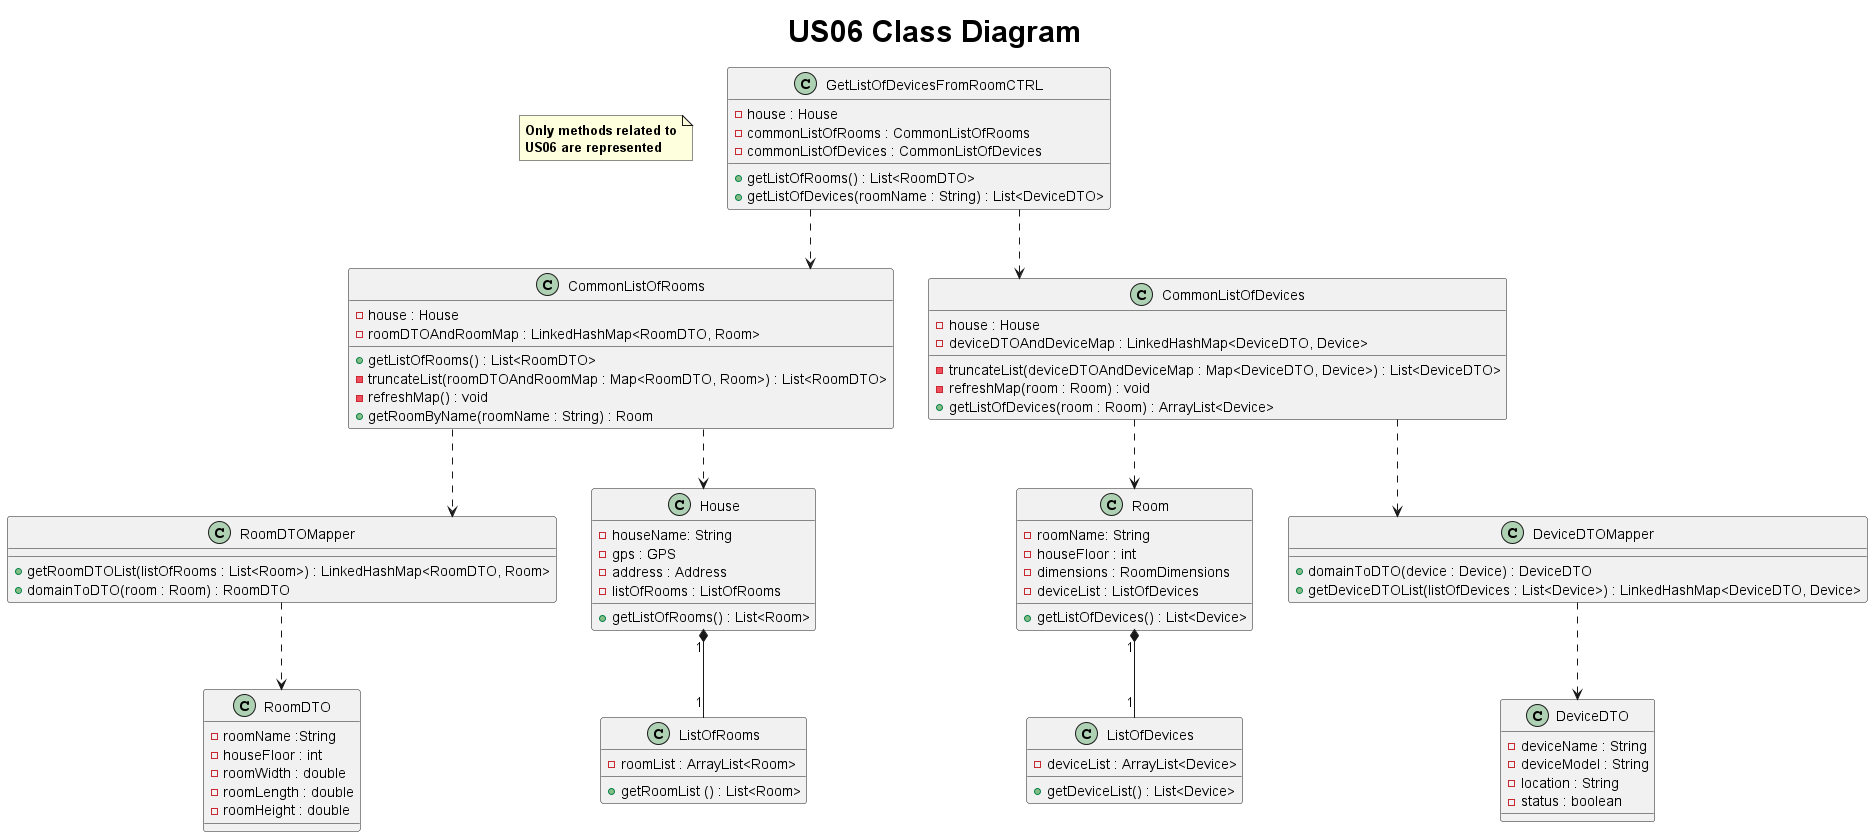 US06 Class Diagram
Only methods related to
US06 are represented
C GetListOfDevicesFromRoomCTRL
house : House
commonListOfRooms : CommonListOfRooms
commonListOfDevices : CommonListOfDevices
getListOfRooms() : List<RoomDTO>
getListOfDevices(roomName : String) : List<DeviceDTO>
C CommonListOfRooms
house : House
roomDTOAndRoomMap : LinkedHashMap<RoomDTO, Room>
getListOfRooms() : List<RoomDTO>
truncateList(roomDTOAndRoomMap : Map<RoomDTO, Room>) : List<RoomDTO>
refreshMap() : void
getRoomByName(roomName : String) : Room
C CommonListOfDevices
house : House
deviceDTOAndDeviceMap : LinkedHashMap<DeviceDTO, Device>
truncateList(deviceDTOAndDeviceMap : Map<DeviceDTO, Device>) : List<DeviceDTO>
refreshMap(room : Room) : void
getListOfDevices(room : Room) : ArrayList<Device>
C RoomDTOMapper
getRoomDTOList(listOfRooms : List<Room>) : LinkedHashMap<RoomDTO, Room>
domainToDTO(room : Room) : RoomDTO
C House
houseName: String
gps : GPS
address : Address
listOfRooms : ListOfRooms
getListOfRooms() : List<Room>
C Room
roomName: String
houseFloor : int
dimensions : RoomDimensions
deviceList : ListOfDevices
getListOfDevices() : List<Device>
C DeviceDTOMapper
domainToDTO(device : Device) : DeviceDTO
getDeviceDTOList(listOfDevices : List<Device>) : LinkedHashMap<DeviceDTO, Device>
1
1
1
1
C RoomDTO
roomName :String
houseFloor : int
roomWidth : double
roomLength : double
roomHeight : double
C ListOfRooms
roomList : ArrayList<Room>
getRoomList () : List<Room>
C ListOfDevices
deviceList : ArrayList<Device>
getDeviceList() : List<Device>
C DeviceDTO
deviceName : String
deviceModel : String
location : String
status : boolean